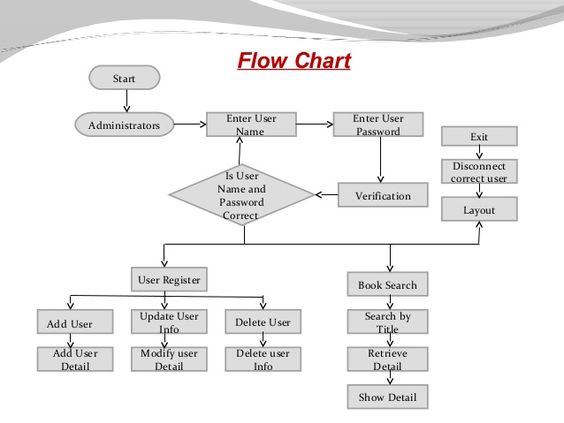 Flow Chart
Start
Administrators
Enter User
Name
Enter User
Password
Exit
Is User
Name and
Password
Correct
Verification
Disconnect
correct user
Layout
User Register
Book Search
Add User
Update User
Info
Delete User
Search by
Title
Add User
Detail
Modify user
Detail
Delete user
Info
Retrieve
Detail
Show Detail